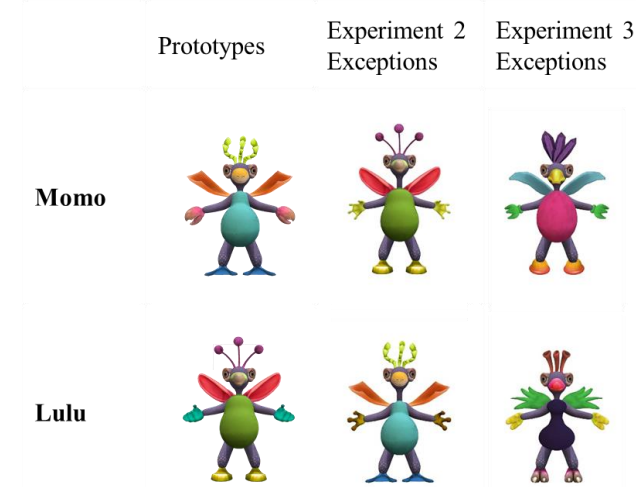 Prototypes
Experiment 2
Exceptions
Experiment 3
Exceptions
Momo
Lulu